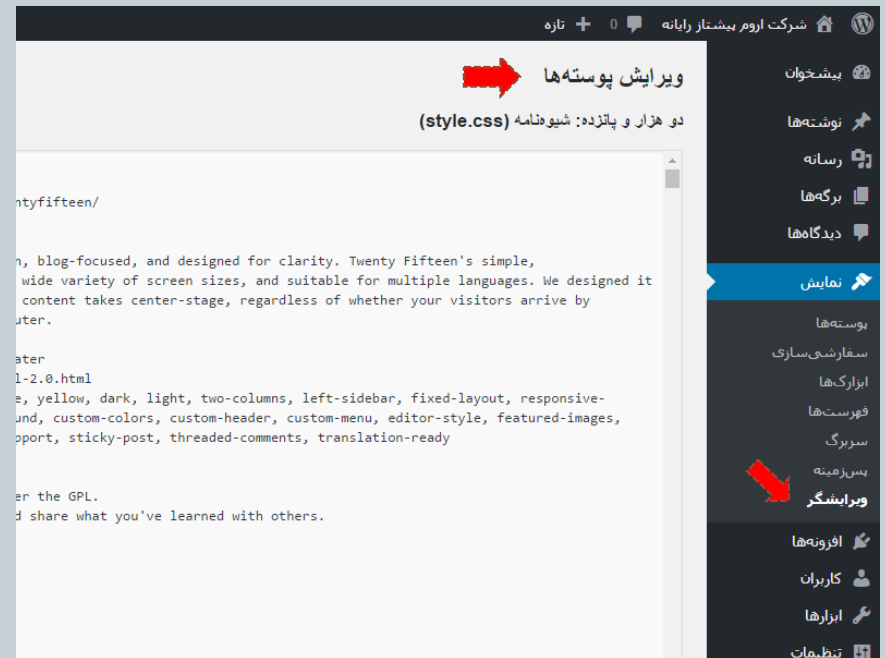 شرکت اروم پیشتاز رایانه 0 تازه
پیشخوان
نوشته‌ها
رسانه
برگه‌ها
دیدگاه‌ها
نمایش
پوسته‌ها
سفارشی‌سازی
ابزارک‌ها
فهرست‌ها
سربرگ
پس‌زمینه
ویرایشگر
افزونه‌ها
کاربران
ابزارها
تنظیمات
ویرایش پوسته‌ها
دو هزار و پانزده: شیوه‌نامه (style.css)
ntyfifteen/
n, blog-focused, and designed for clarity. Twenty Fifteen's simple,
wide variety of screen sizes, and suitable for multiple languages. We designed it
content takes center-stage, regardless of whether your visitors arrive by
uter.
ater
l-2.0.html
e, yellow, dark, light, two-columns, left-sidebar, fixed-layout, responsive-
und, custom-colors, custom-header, custom-menu, editor-style, featured-images,
pport, sticky-post, threaded-comments, translation-ready
er the GPL.
d share what you've learned with others.